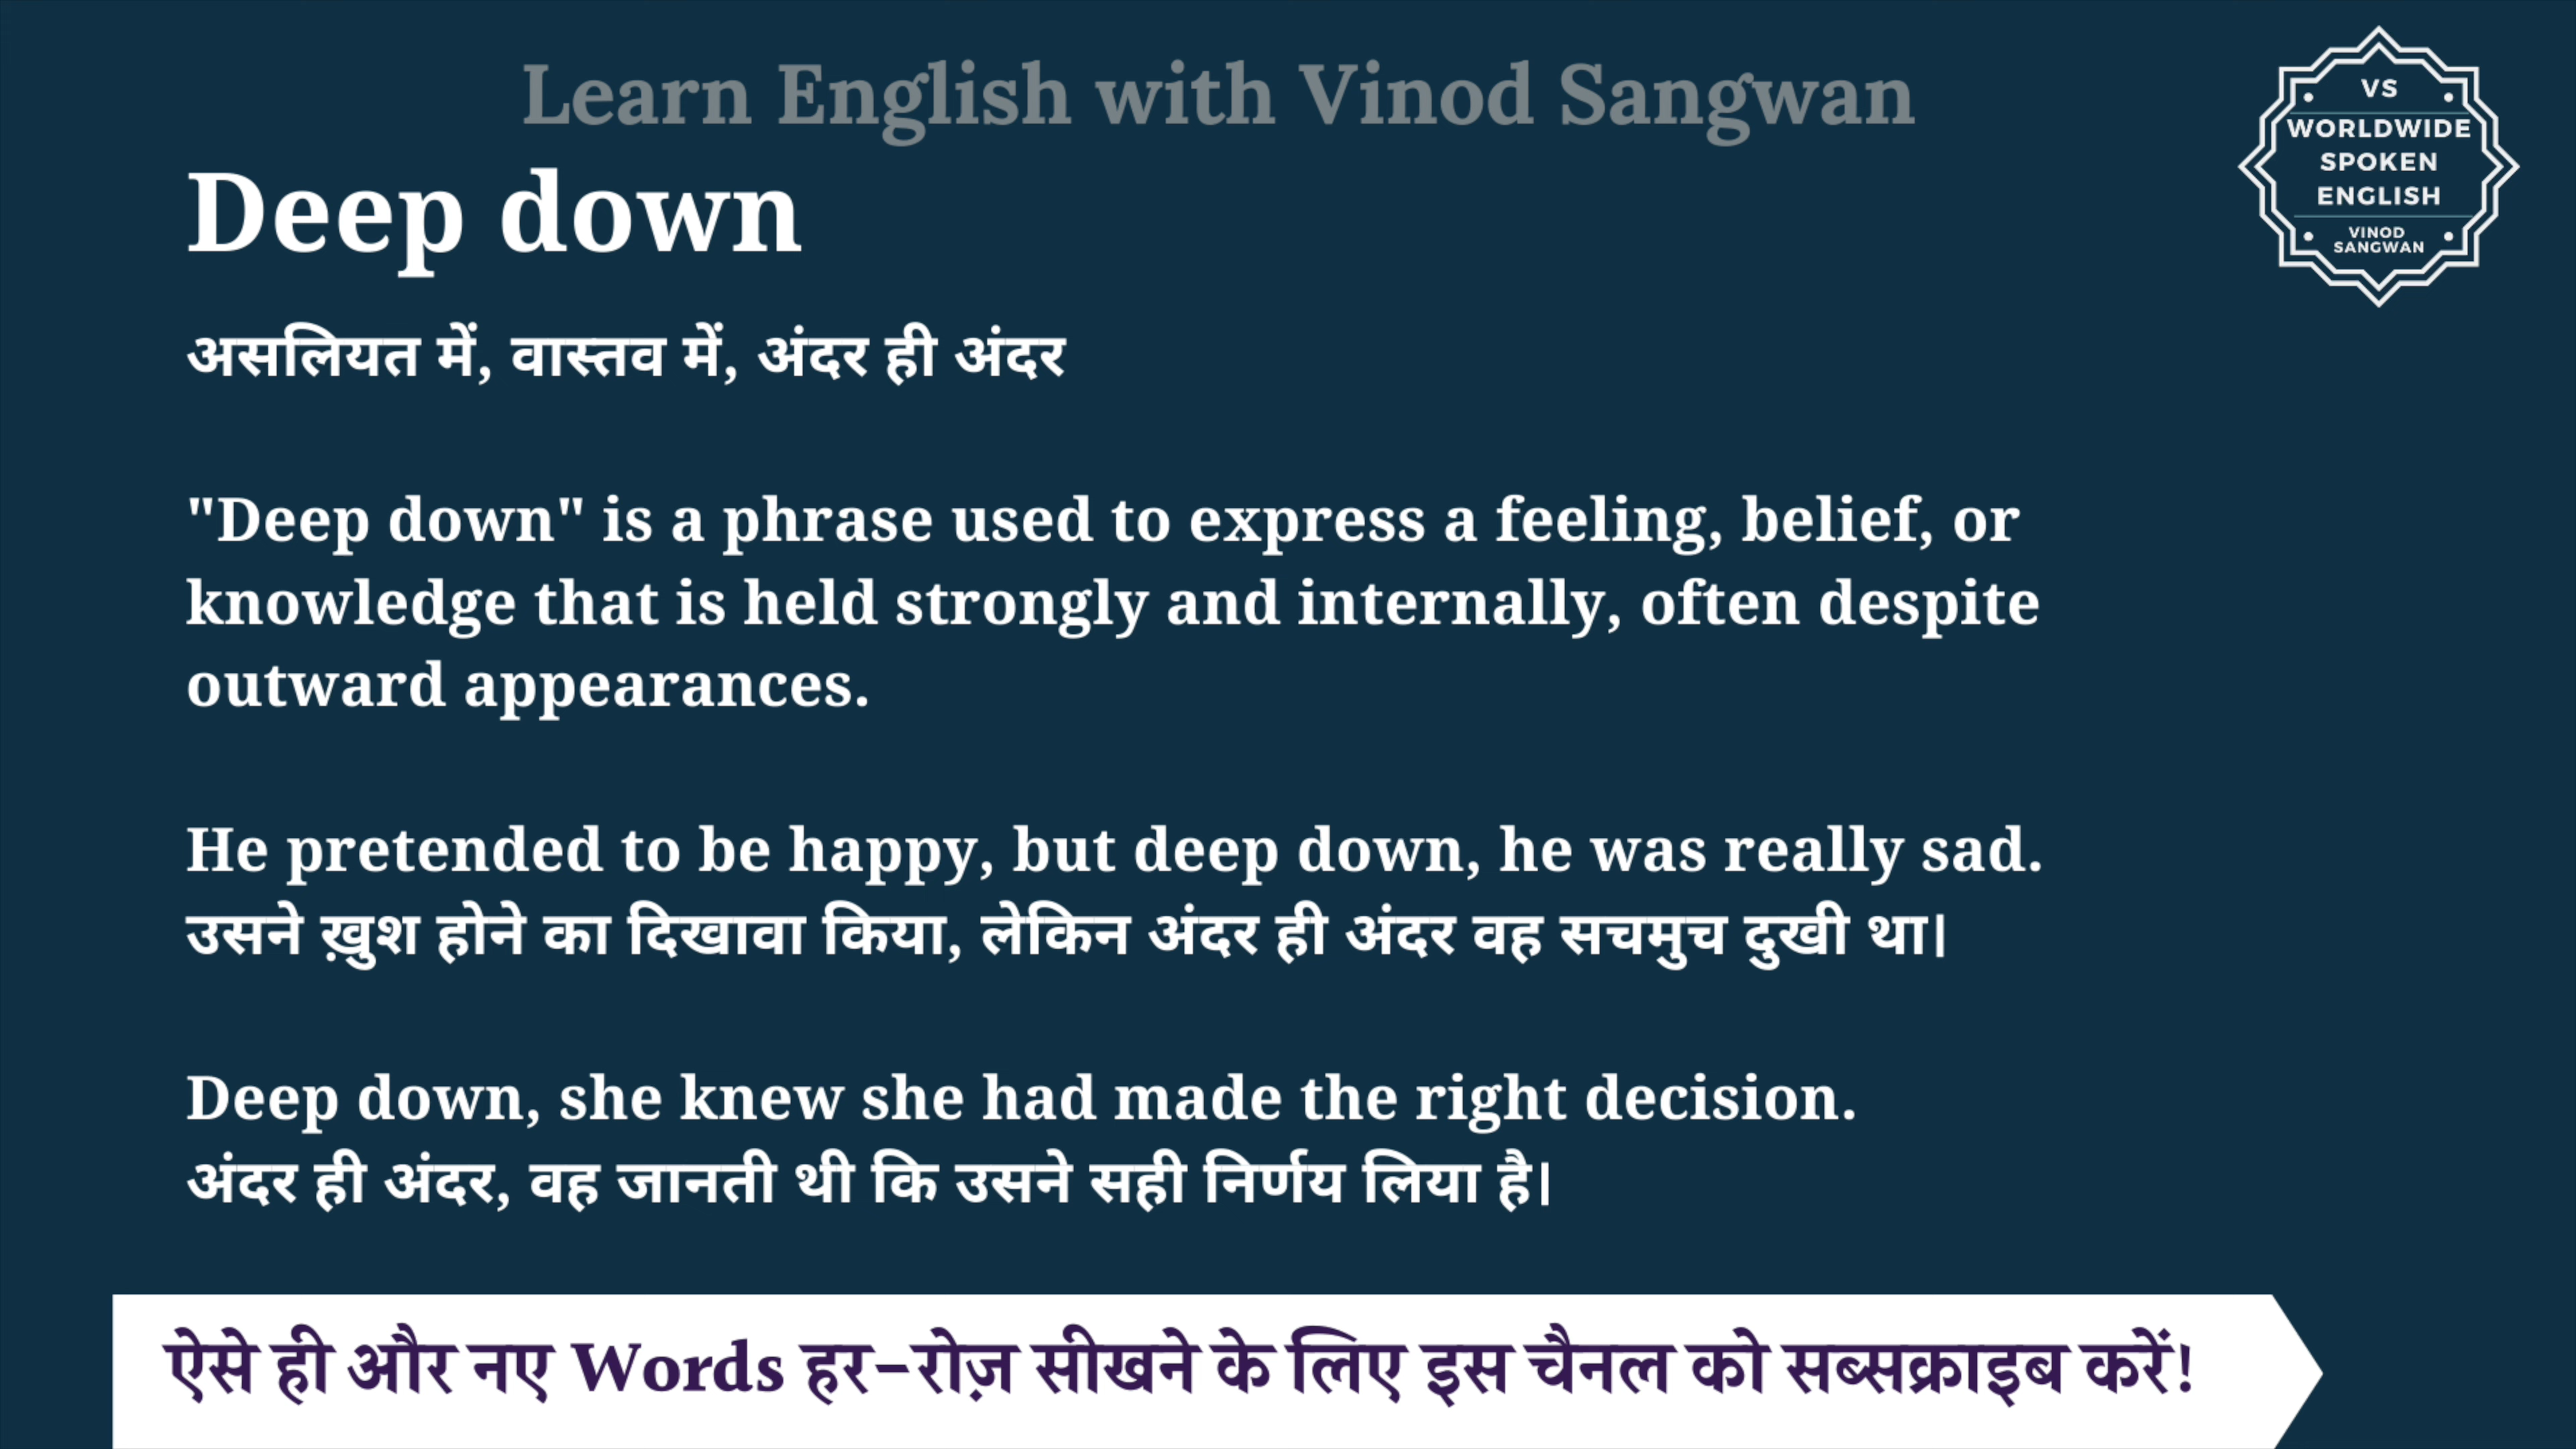 Learn English with Vinod Sangwan
VS
WORLDWIDE
SPOKEN
ENGLISH
VINOD
SANGWAN
Deep down
असलियत में, वास्तव में, अंदर ही अंदर
"Deep down" is a phrase used to express a feeling, belief, or
knowledge that is held strongly and internally, often despite
outward appearances.
He pretended to be happy, but deep down, he was really sad.
उसने ख़ुश होने का दिखावा किया, लेकिन अंदर ही अंदर वह सचमुच दुखी था।
Deep down, she knew she had made the right decision.
अंदर ही अंदर, वह जानती थी कि उसने सही निर्णय लिया है।
ऐसे ही और नए Words हर-रोज़ सीखने के लिए इस चैनल को सब्सक्राइब करें!